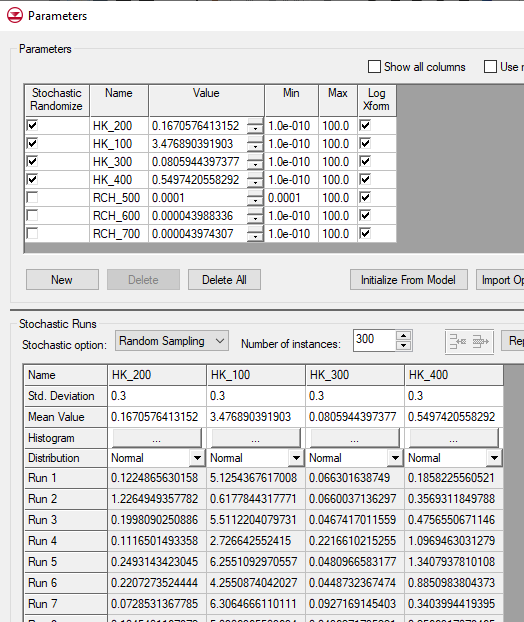 Parameters
Parameters
Show all columns
Stochastic Randomize Name Value Min Max Log Xform
HK_200 0.1670576413152 1.0e-010 100.0
HK_100 3.476890391903 1.0e-010 100.0
HK_300 0.0805944397377 1.0e-010 100.0
HK_400 0.5497420558292 1.0e-010 100.0
RCH_500 0.0001 0.0001 100.0
RCH_600 0.000043988336 1.0e-010 100.0
RCH_700 0.000043974307 1.0e-010 100.0
New Delete Delete All Initialize From Model Import
Stochastic Runs
Stochastic option: Random Sampling Number of instances: 300
Name HK_200 HK_100 HK_300 HK_400
Std. Deviation 0.3 0.3 0.3 0.3
Mean Value 0.1670576413152 3.476890391903 0.0805944397377 0.5497420558292
Histogram ... ... ... ...
Distribution Normal Normal Normal Normal
Run 1 0.1224865630158 5.1254367617008 0.066301638749 0.1858225560521
Run 2 1.2264949357782 0.6177844317771 0.0660037136297 0.3569311849788
Run 3 0.1998090250886 5.5112204079731 0.0467417011559 0.4756550671146
Run 4 0.1116501493358 2.726642552415 0.2216610215255 1.0969463031279
Run 5 0.2493143423045 6.2551092970557 0.0480966583177 1.3407937810108
Run 6 0.2207273524444 4.2550874042027 0.0448732367474 0.8850983804373
Run 7 0.0728531367785 6.3064666110111 0.0927169145403 0.3403994419395